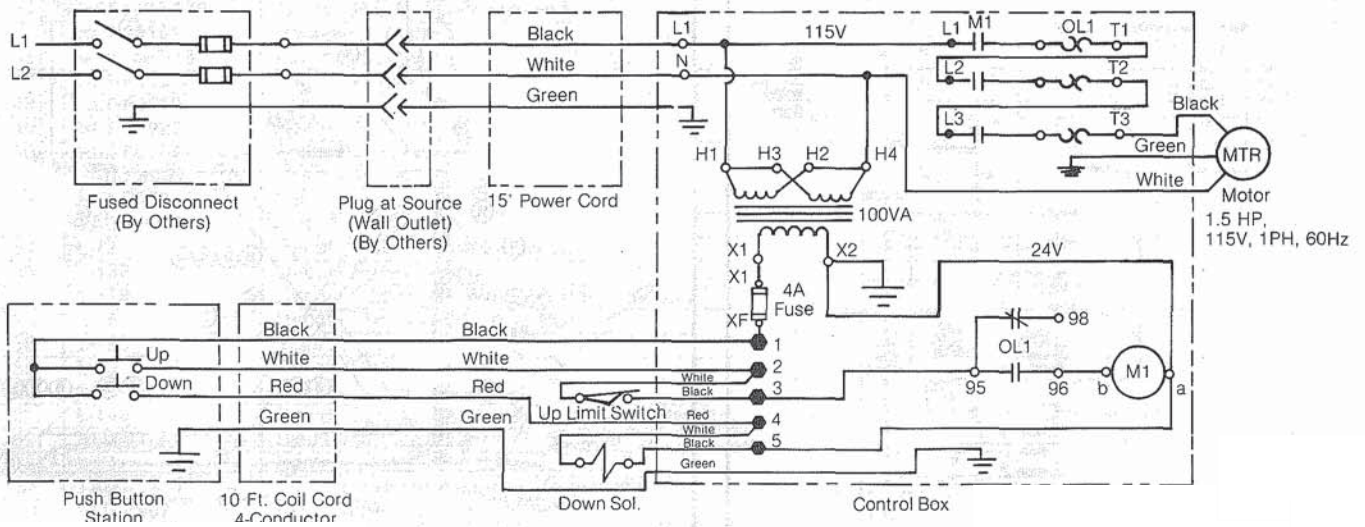 L1
L2
Black
White
Green
Fused Disconnect
(By Others)
Plug at Source
(Wall Outlet)
(By Others)
15' Power Cord
L1
N
115V
L1 M1 OL1 T1
L2 T2
L3 T3
Black
Green
White
MTR
Motor
1.5 HP,
115V, 1PH, 60Hz
H1 H3 H2 H4
100VA
X1 X2
X1
4A
Fuse
XF
24V
98
OL1
95 96 b M1 a
Black Black 1
Up White White 2
Down Red Red
Green Green
White
Black 3
Up Limit Switch
Red 4
White
Black 5
Green
Push Button
Station
10 Ft. Coil Cord
4-Conductor
Down Sol.
Control Box